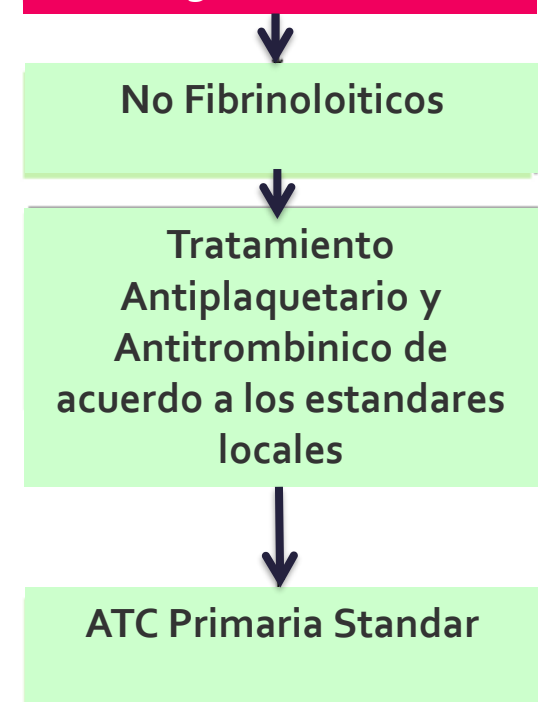 No Fibrinoloiticos
Tratamiento
Antiplaquetario y
Antitrombinico de
acuerdo a los estandares
locales
ATC Primaria Standar